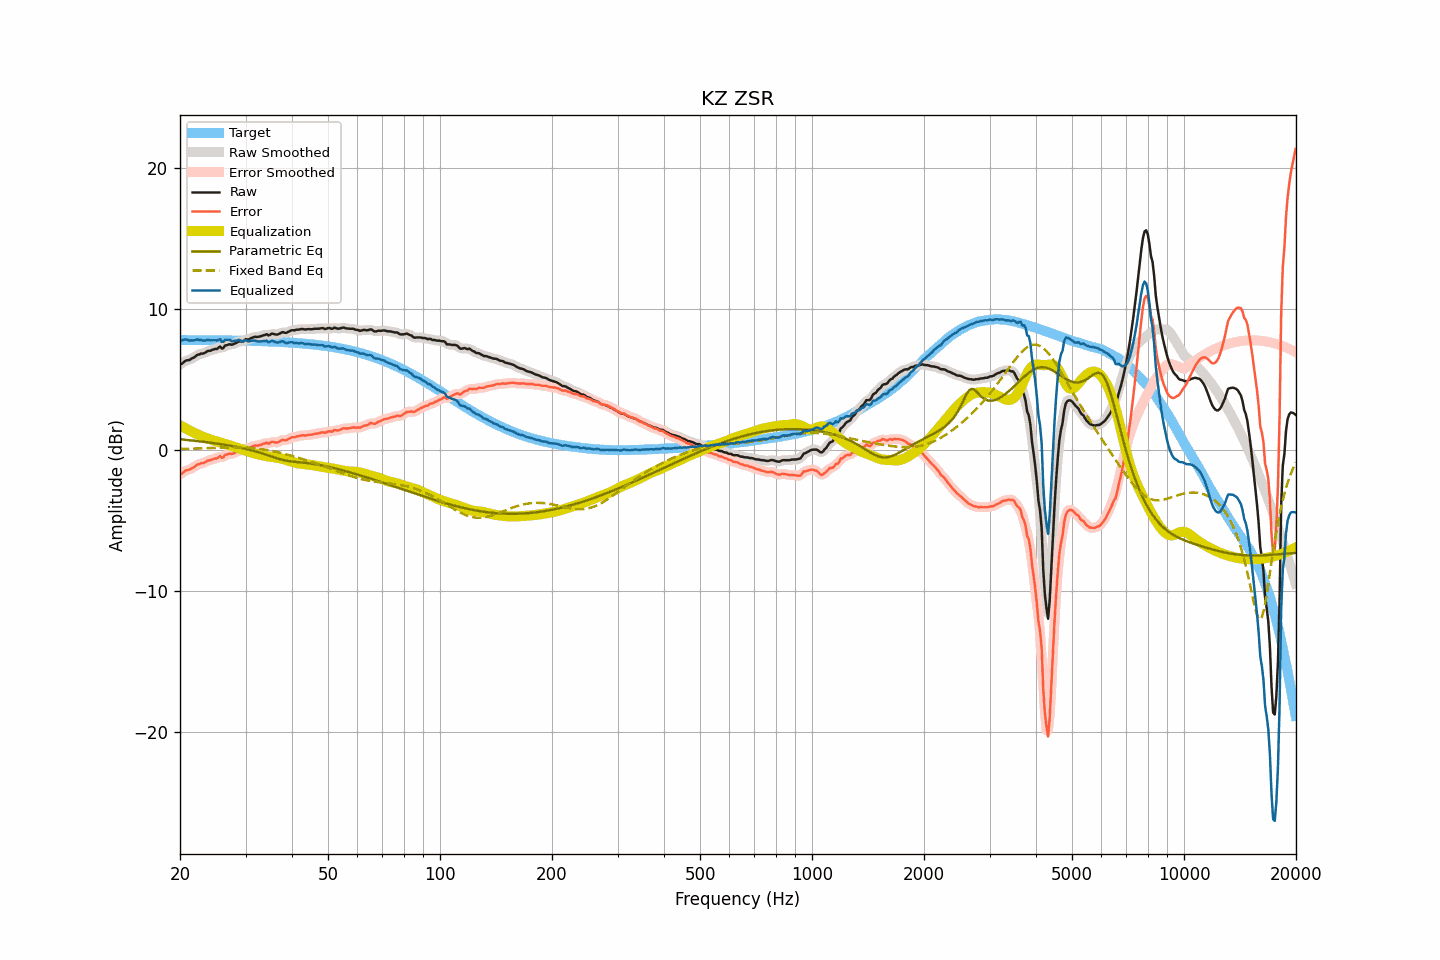 KZ ZSR
Target
Raw Smoothed
Error Smoothed
Raw
Error
Equalization
Parametric Eq
Fixed Band Eq
Equalized
20
10
0
−10
−20
Amplitude (dBr)
20 50 100 200 500 1000 2000 5000 10000 20000
Frequency (Hz)